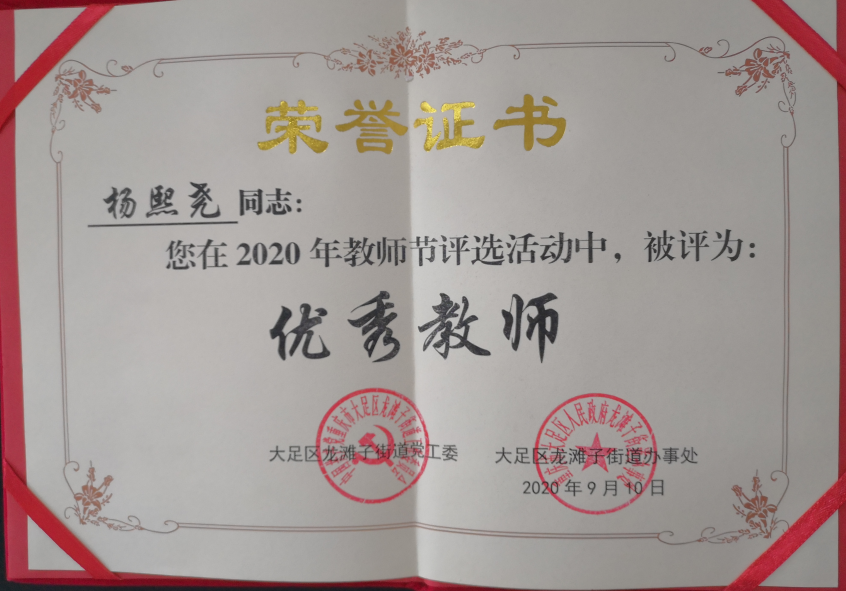 荣誉证书
杨熙尧同志：
您在2020年教师节评选活动中，被评为：
优秀教师
大足区龙滩子街道党工委 大足区龙滩子街道办事处
2020年9月10日